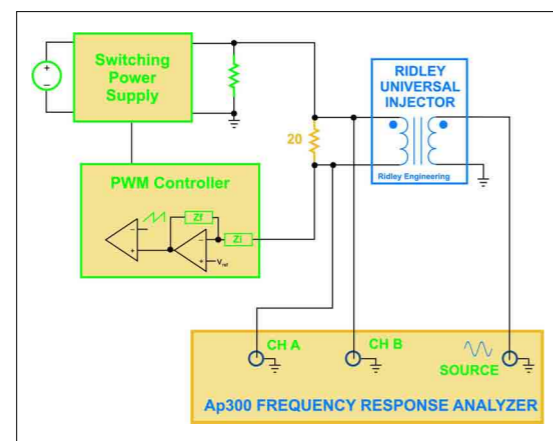 Switching
Power
Supply
RIDLEY
UNIVERSAL
INJECTOR
20
Ridley Engineering
PWM Controller
Zf
Zi
Vref
CH A
CH B
SOURCE
Ap300 FREQUENCY RESPONSE ANALYZER